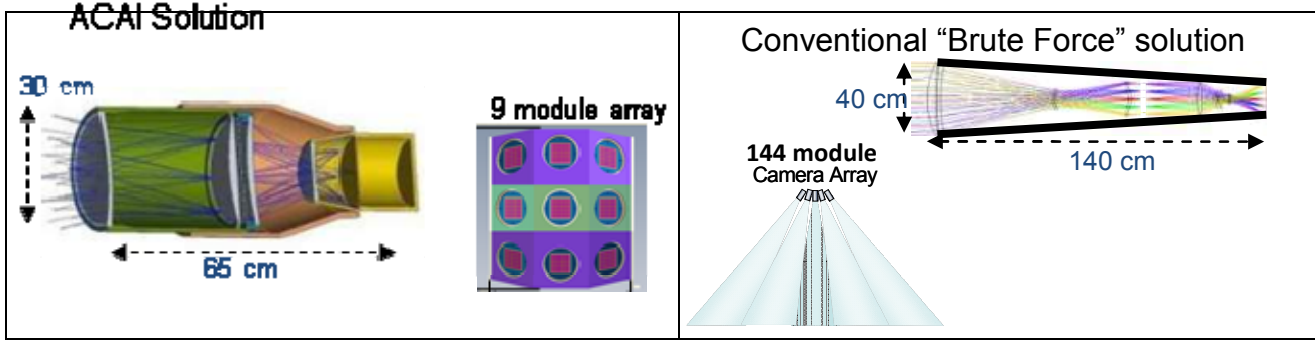 ACAI Solution
30 cm
65 cm
9 module array
Conventional “Brute Force” solution
40 cm
140 cm
144 module
Camera Array